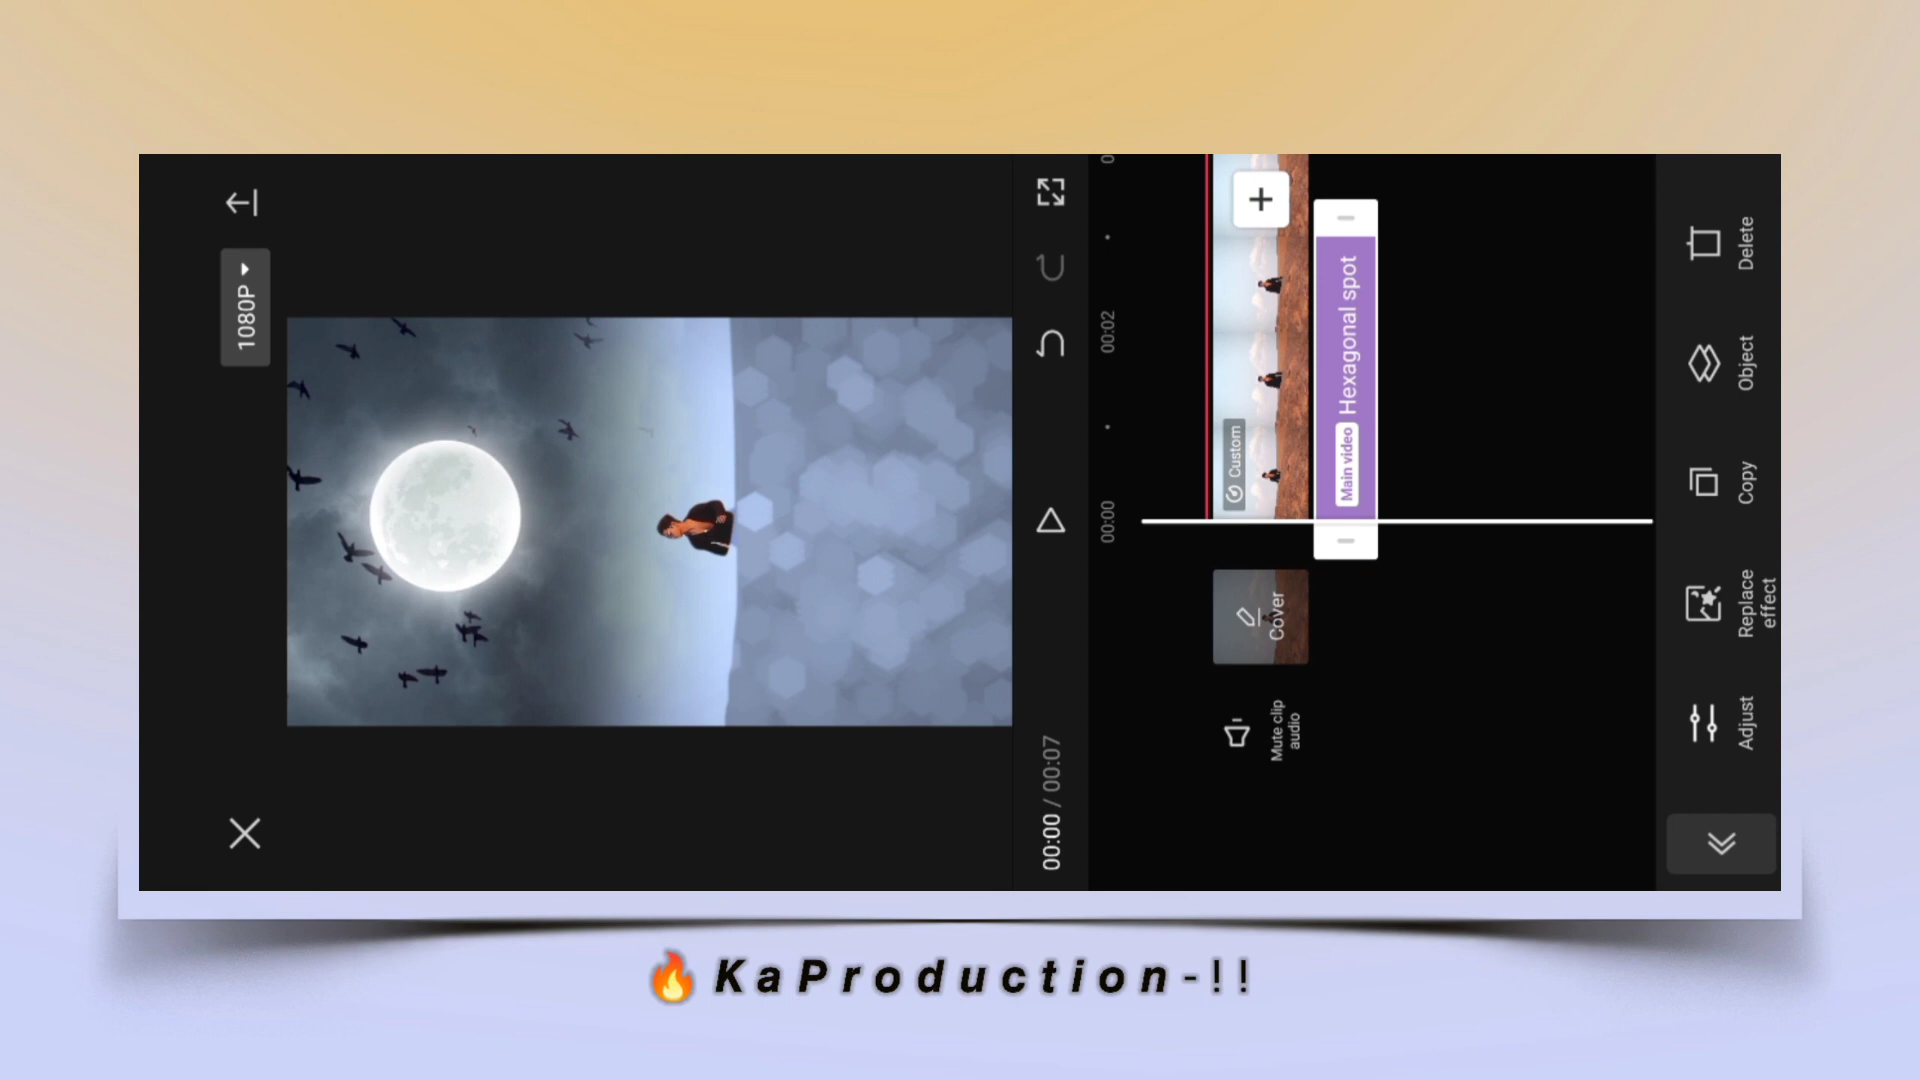 1080P
00:00 / 00:07
00:00
00:02
0
Mute clip
audio
Cover
Custom
Main video Hexagonal spot
Adjust
Replace
effect
Copy
Object
Delete
🔥 KaProduction-!!